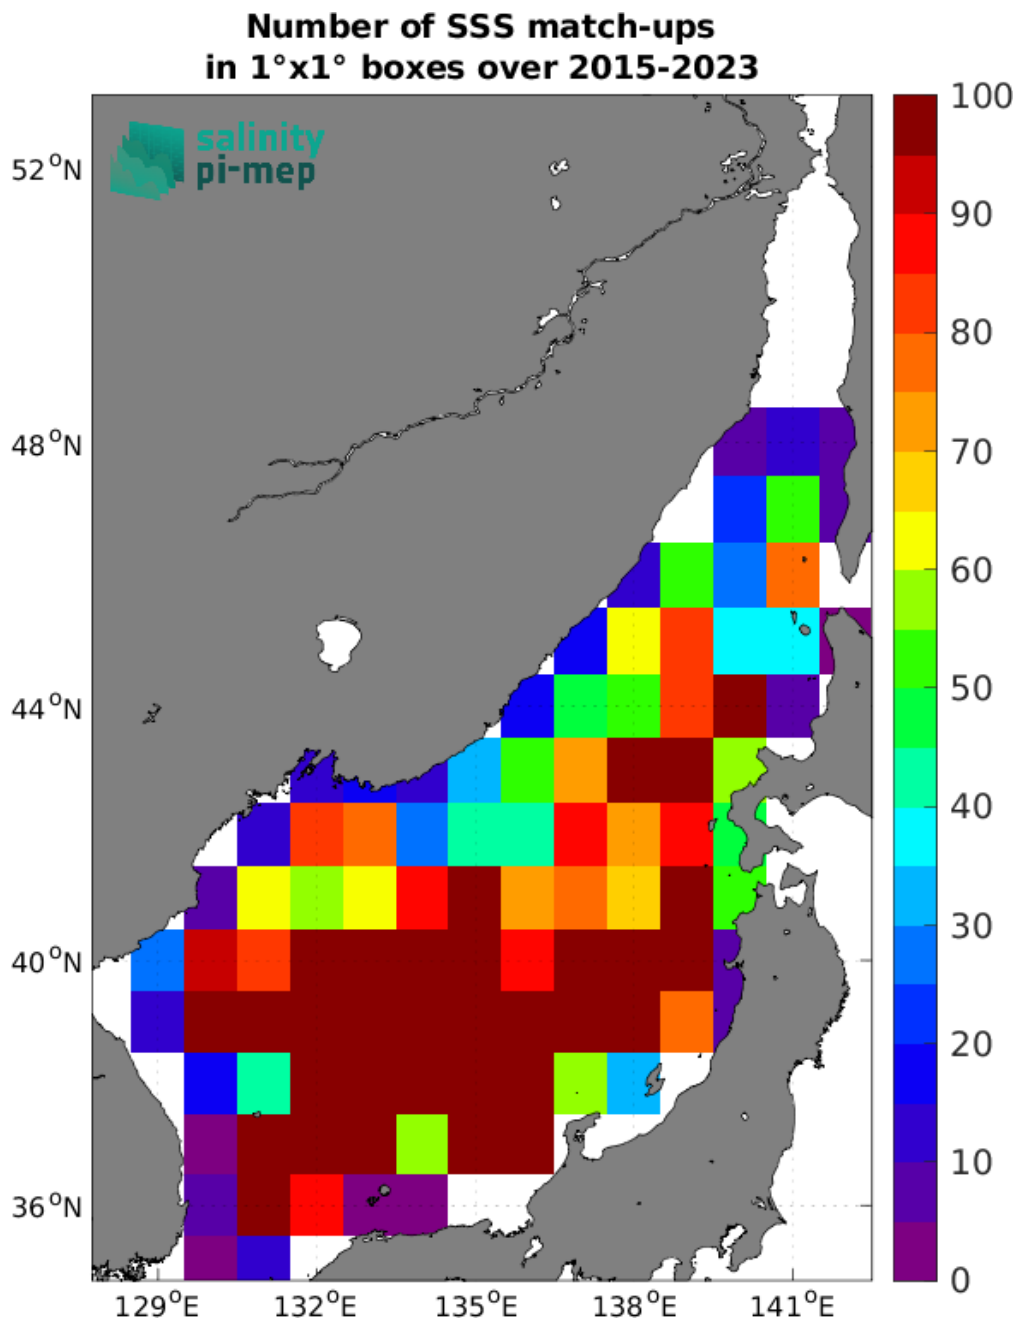 Number of SSS match-ups
in 1°x1° boxes over 2015-2023
salinity
pi-mep
52°N
48°N
44°N
40°N
36°N
129°E
132°E
135°E
138°E
141°E
100
90
80
70
60
50
40
30
20
10
0